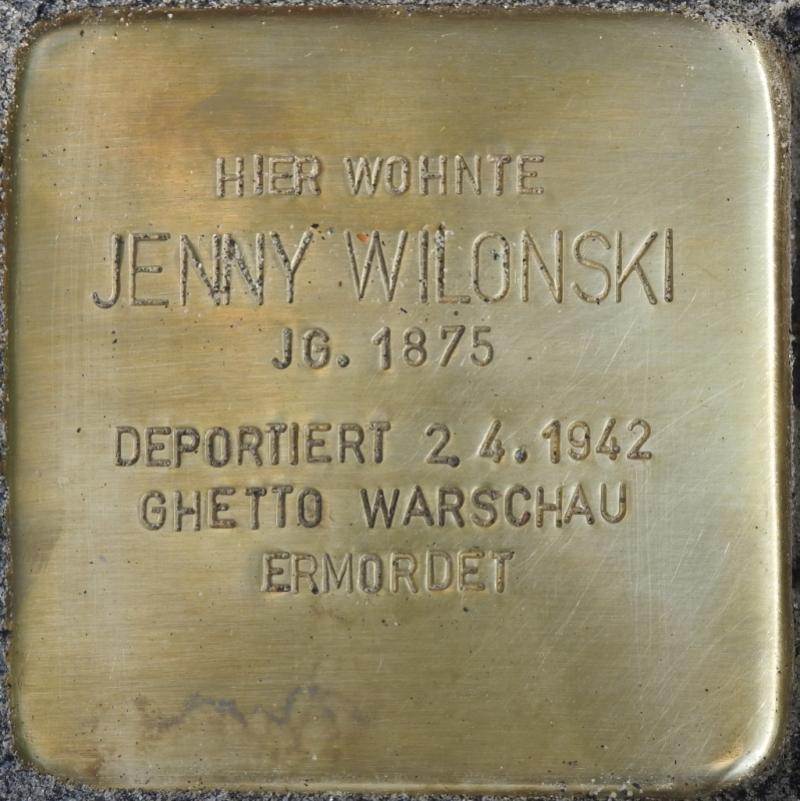 HIER WOHNTE
JENNY WILONSKI
JG. 1875
DEPORTIERT 2.4.1942
GHETTO WARSCHAU
ERMORDET